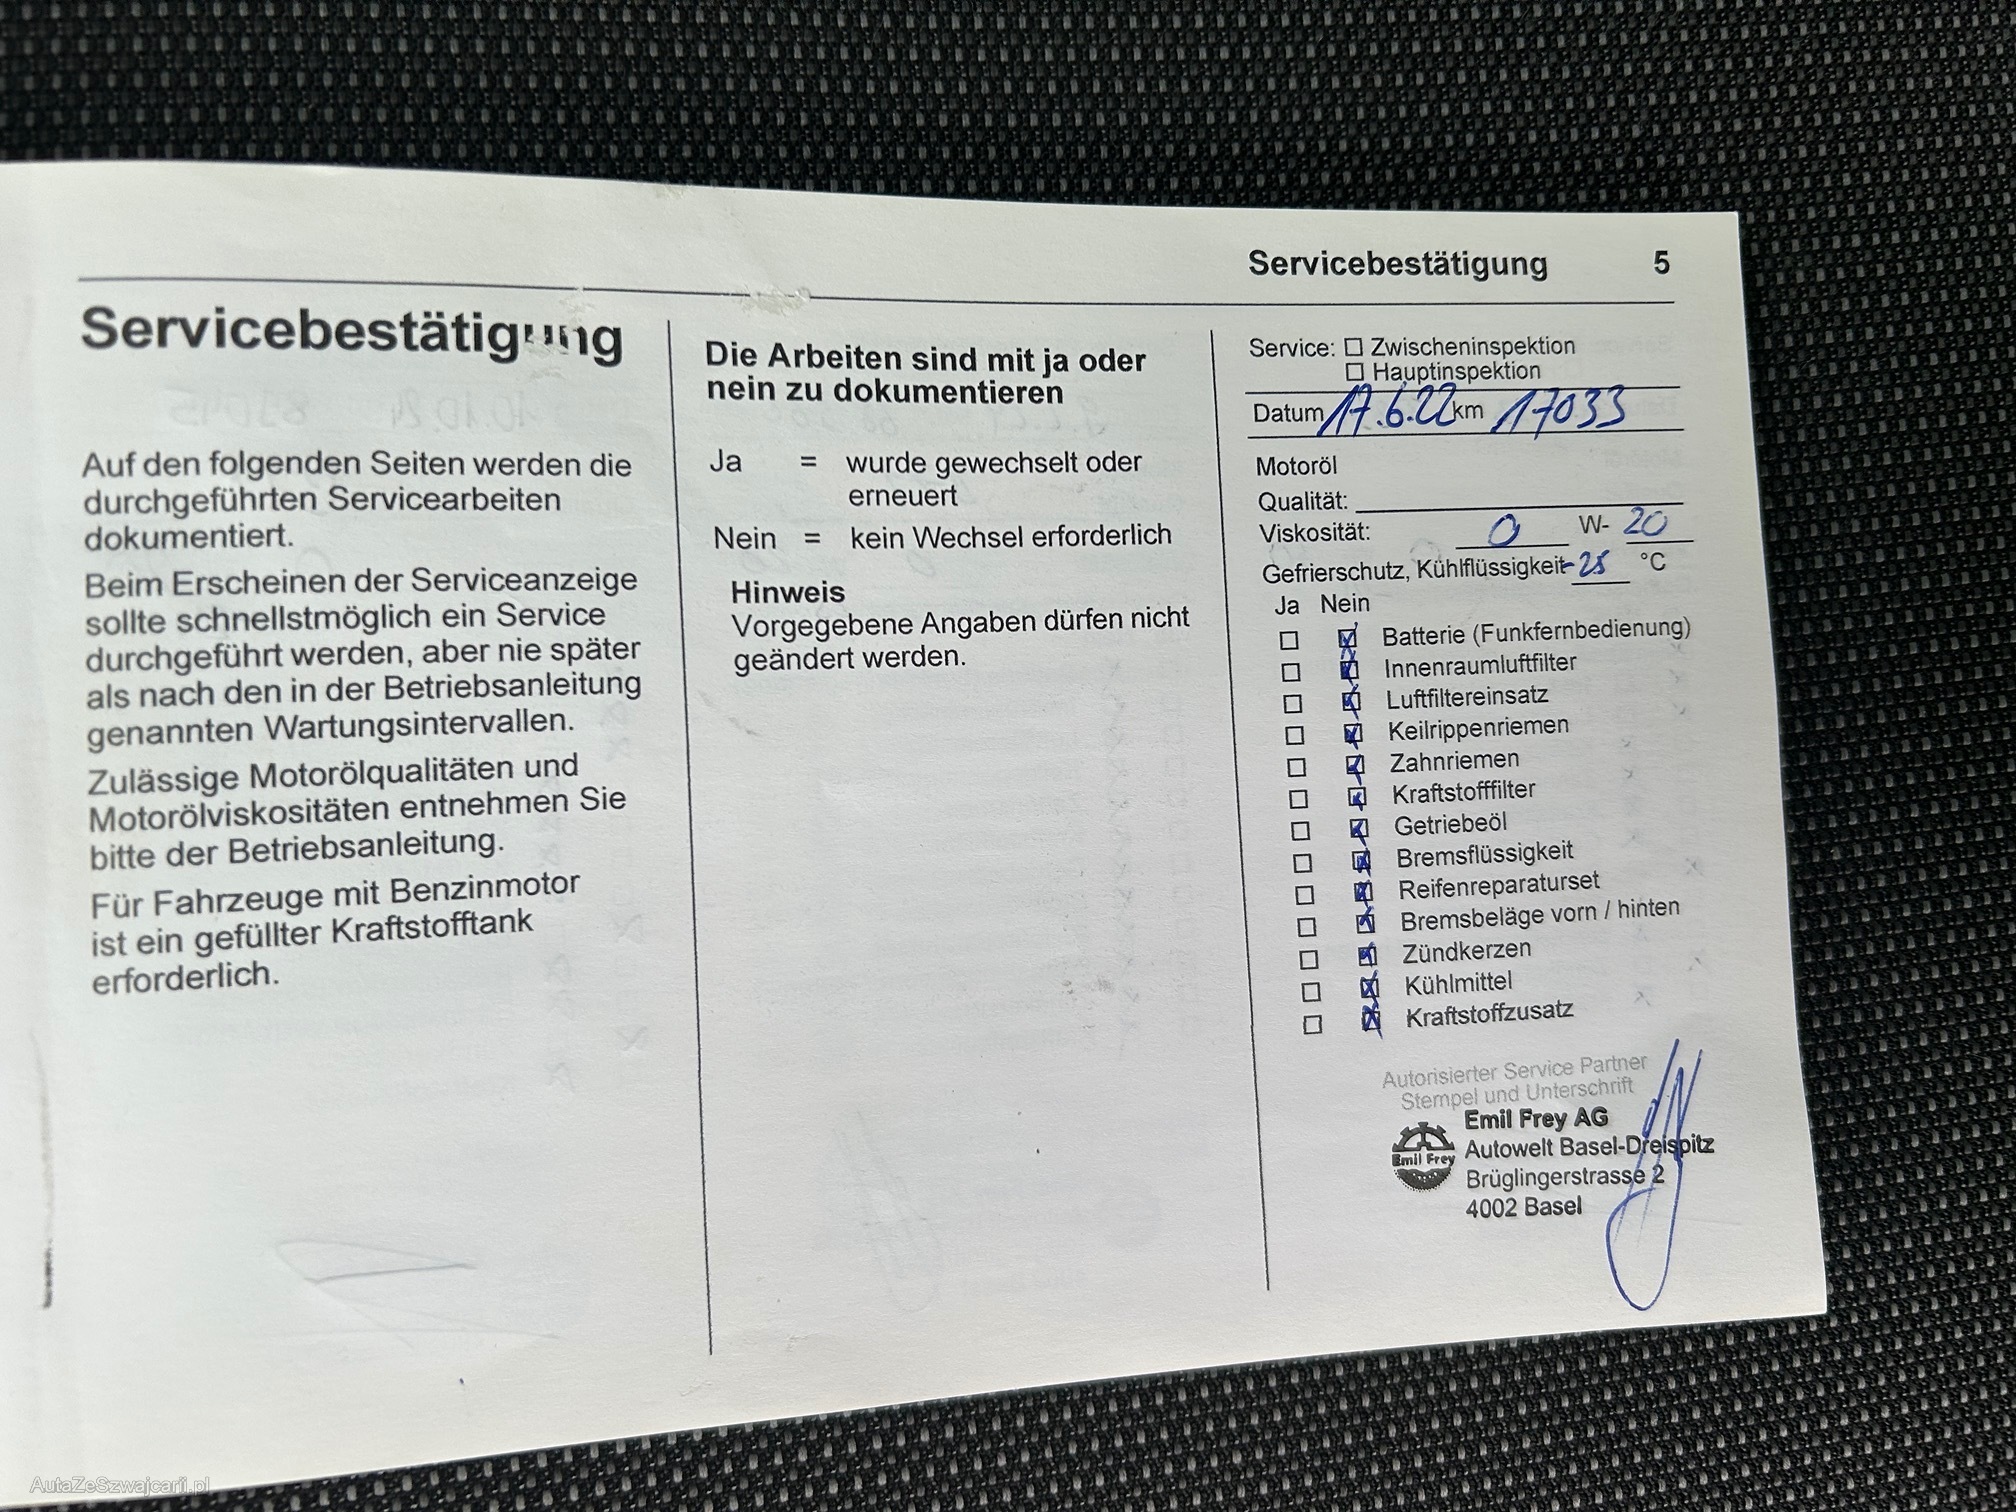 Servicebestätigung 5
Servicebestätigung
Auf den folgenden Seiten werden die
durchgeführten Servicearbeiten
dokumentiert.
Beim Erscheinen der Serviceanzeige
sollte schnellstmöglich ein Service
durchgeführt werden, aber nie später
als nach den in der Betriebsanleitung
genannten Wartungsintervallen.
Zulässige Motorölqualitäten und
Motorölviskositäten entnehmen Sie
bitte der Betriebsanleitung.
Für Fahrzeuge mit Benzinmotor
ist ein gefüllter Kraftstofftank
erforderlich.
Die Arbeiten sind mit ja oder
nein zu dokumentieren
Ja = wurde gewechselt oder
erneuert
Nein = kein Wechsel erforderlich
Hinweis
Vorgegebene Angaben dürfen nicht
geändert werden.
Service: ☐ Zwischeninspektion
☐ Hauptinspektion
Datum 17.6.22 km 17033
Motoröl
Qualität:
Viskosität: 0 W- 20
Gefrierschutz, Kühlflüssigkeit -25 °C
Ja Nein
☐ ☒ Batterie (Funkfernbedienung)
☐ ☒ Innenraumluftfilter
☐ ☒ Luftfiltereinsatz
☐ ☒ Keilrippenriemen
☐ ☒ Zahnriemen
☐ ☒ Kraftstofffilter
☐ ☒ Getriebeöl
☐ ☒ Bremsflüssigkeit
☐ ☒ Reifenreparaturset
☐ ☒ Bremsbeläge vorn / hinten
☐ ☒ Zündkerzen
☐ ☒ Kühlmittel
☐ ☒ Kraftstoffzusatz
Autorisierter Service Partner
Stempel und Unterschrift
Emil Frey AG
Emil Frey Autowelt Basel-Dreispitz
Brüglingerstrasse 2
4002 Basel
AutaZeSzwajcarii.pl